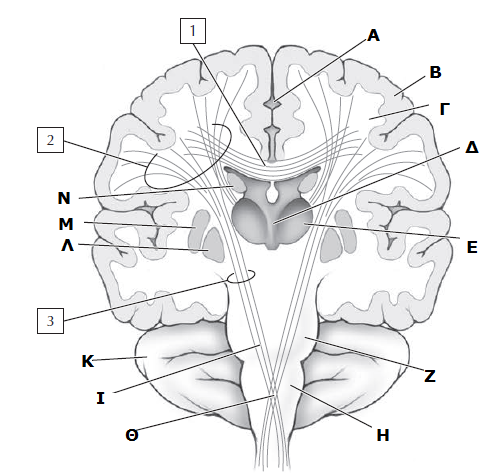 1
Α
Β
Γ
2
Δ
Ν
Μ
Λ
Ε
3
Κ
Ζ
Ι
Θ
Η